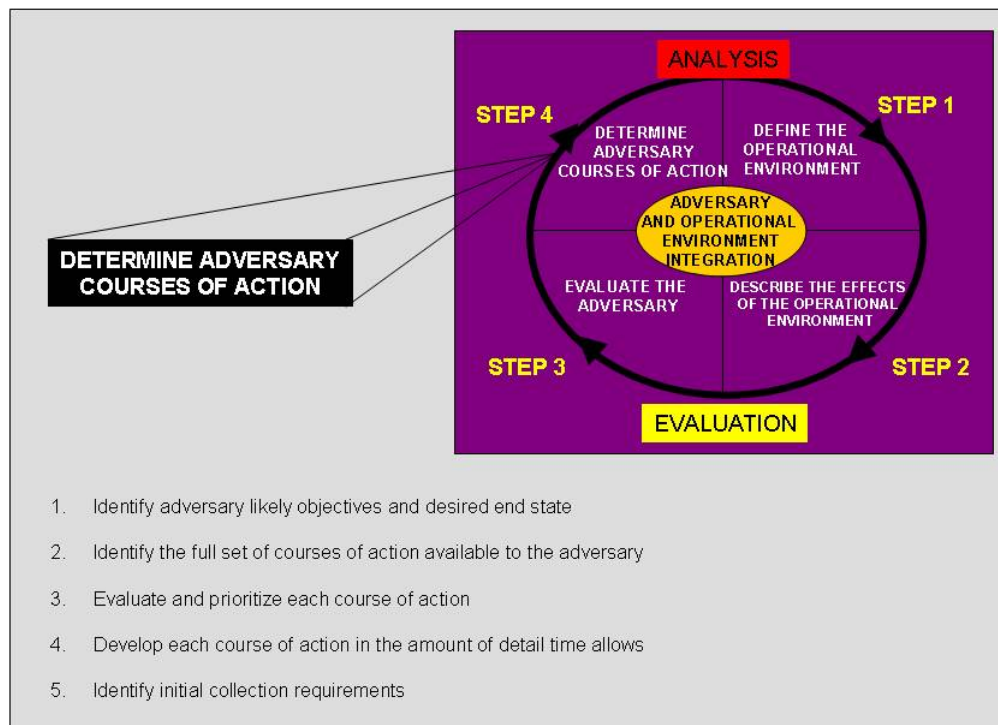 ANALYSIS
STEP 4
STEP 1
DETERMINE
ADVERSARY
COURSES OF ACTION
DEFINE THE
OPERATIONAL
ENVIRONMENT
ADVERSARY
AND OPERATIONAL
ENVIRONMENT
INTEGRATION
DETERMINE ADVERSARY
COURSES OF ACTION
EVALUATE THE
ADVERSARY
DESCRIBE THE EFFECTS
OF THE OPERATIONAL
ENVIRONMENT
STEP 3
STEP 2
EVALUATION
1. Identify adversary likely objectives and desired end state
2. Identify the full set of courses of action available to the adversary
3. Evaluate and prioritize each course of action
4. Develop each course of action in the amount of detail time allows
5. Identify initial collection requirements